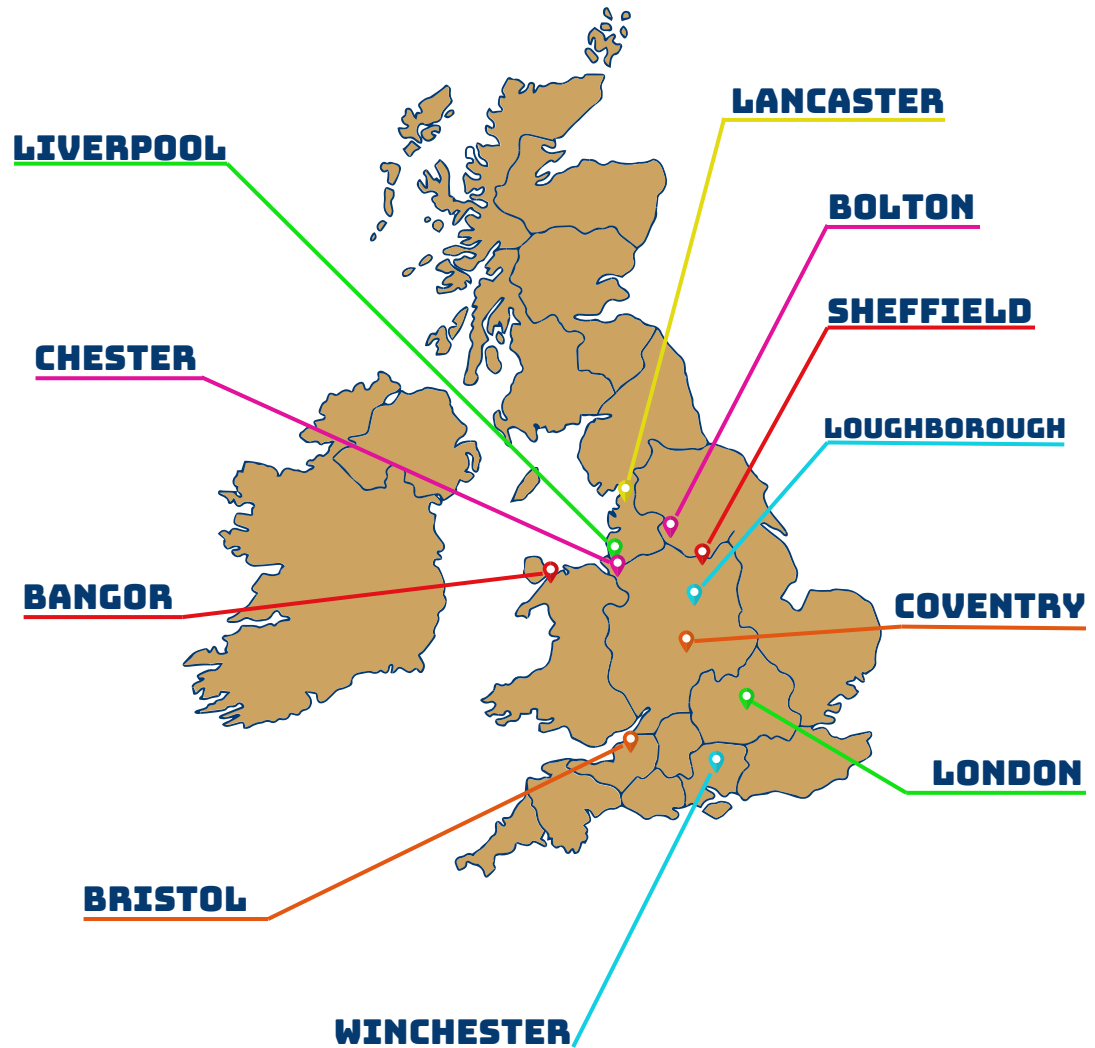 LANCASTER
LIVERPOOL
BOLTON
SHEFFIELD
CHESTER
LOUGHBOROUGH
BANGOR
COVENTRY
LONDON
BRISTOL
WINCHESTER